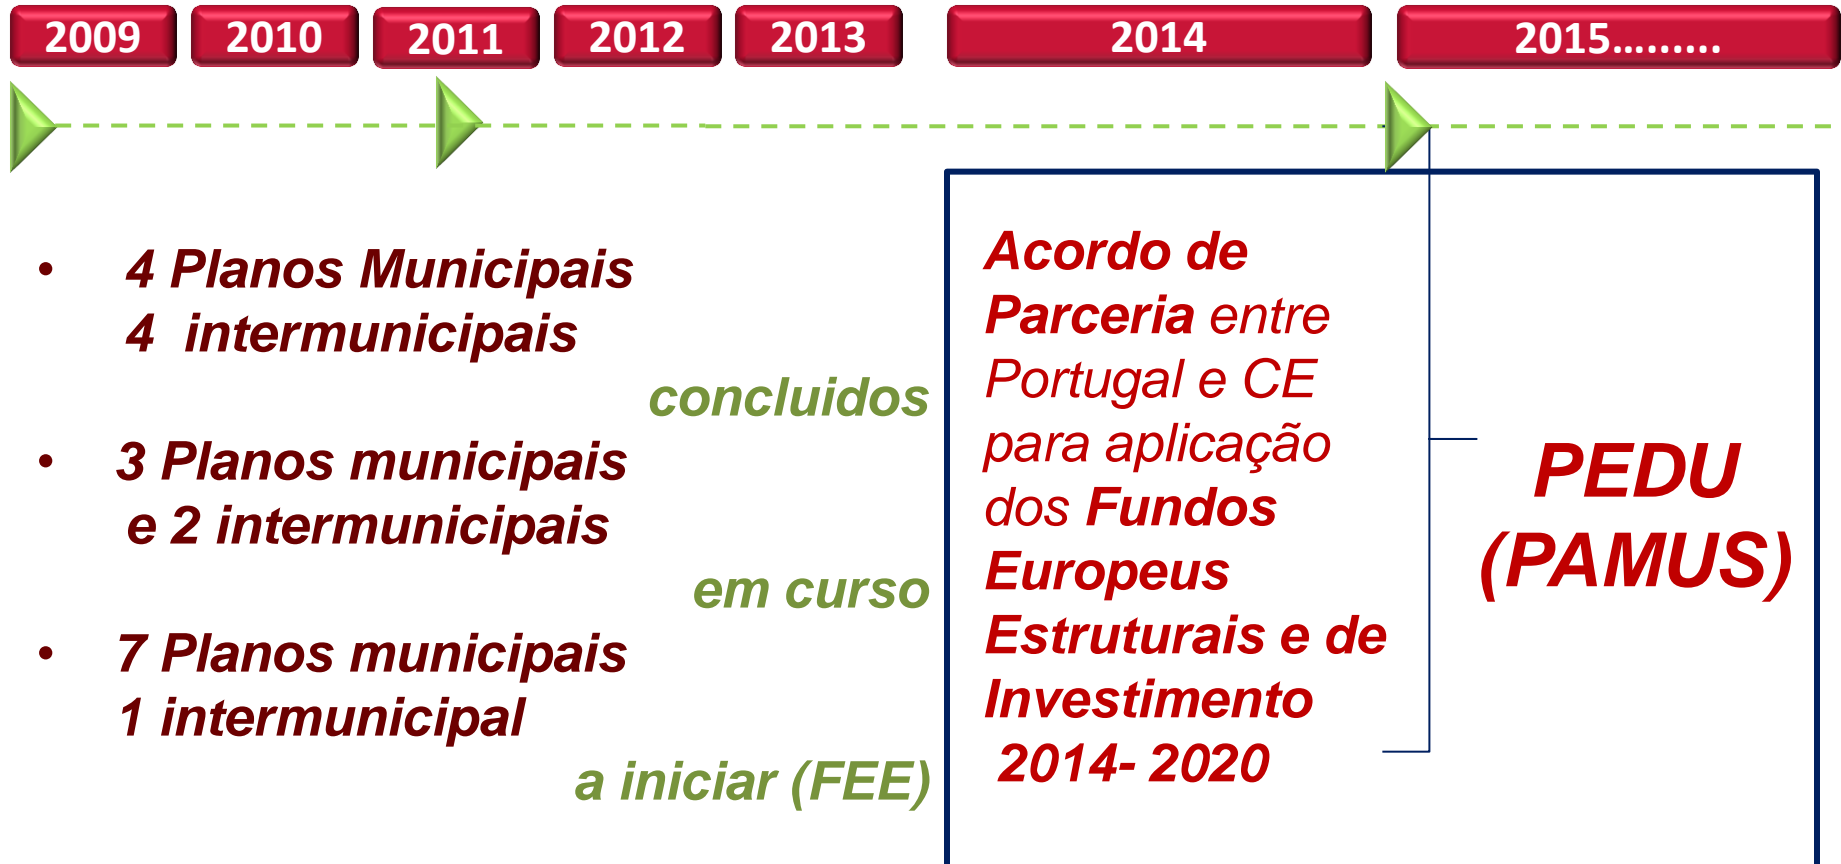 2009 2010 2011 2012 2013 2014 2015.........
• 4 Planos Municipais
4 intermunicipais
concluidos
• 3 Planos municipais
e 2 intermunicipais
em curso
• 7 Planos municipais
1 intermunicipal
a iniciar (FEE)
Acordo de
Parceria entre
Portugal e CE
para aplicação
dos Fundos
Europeus
Estruturais e de
Investimento
2014- 2020
PEDU
(PAMUS)